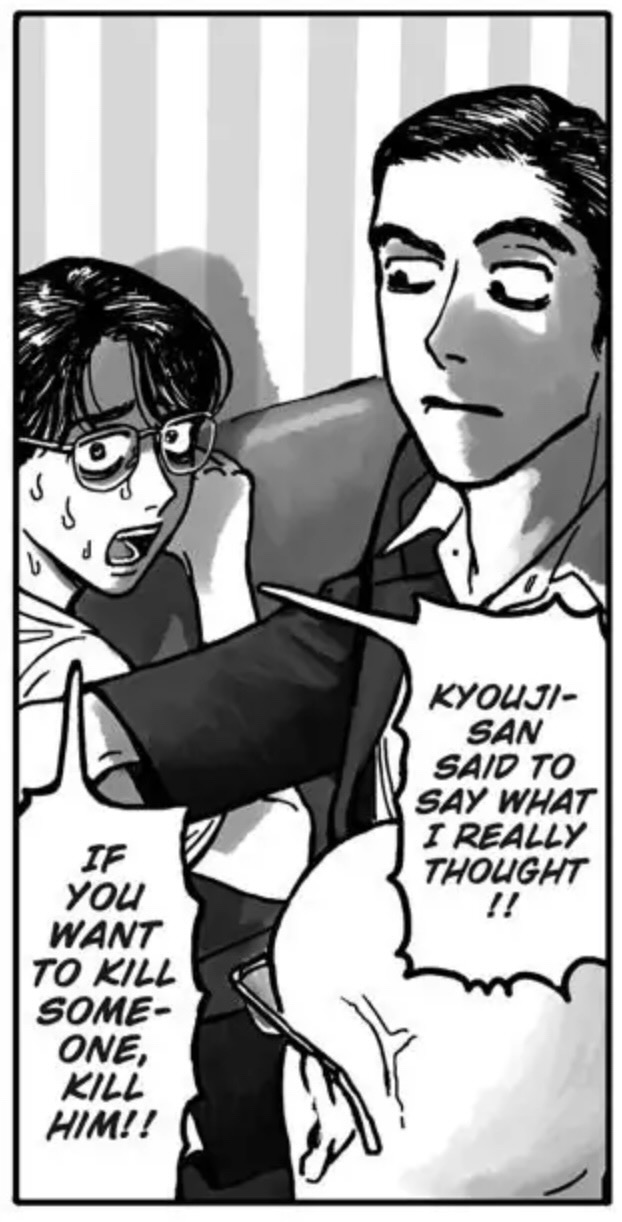 KYOUJI-
SAN
SAID TO
SAY WHAT
I REALLY
THOUGHT
!!
IF
YOU
WANT
TO KILL
SOME-
ONE,
KILL
HIM!!